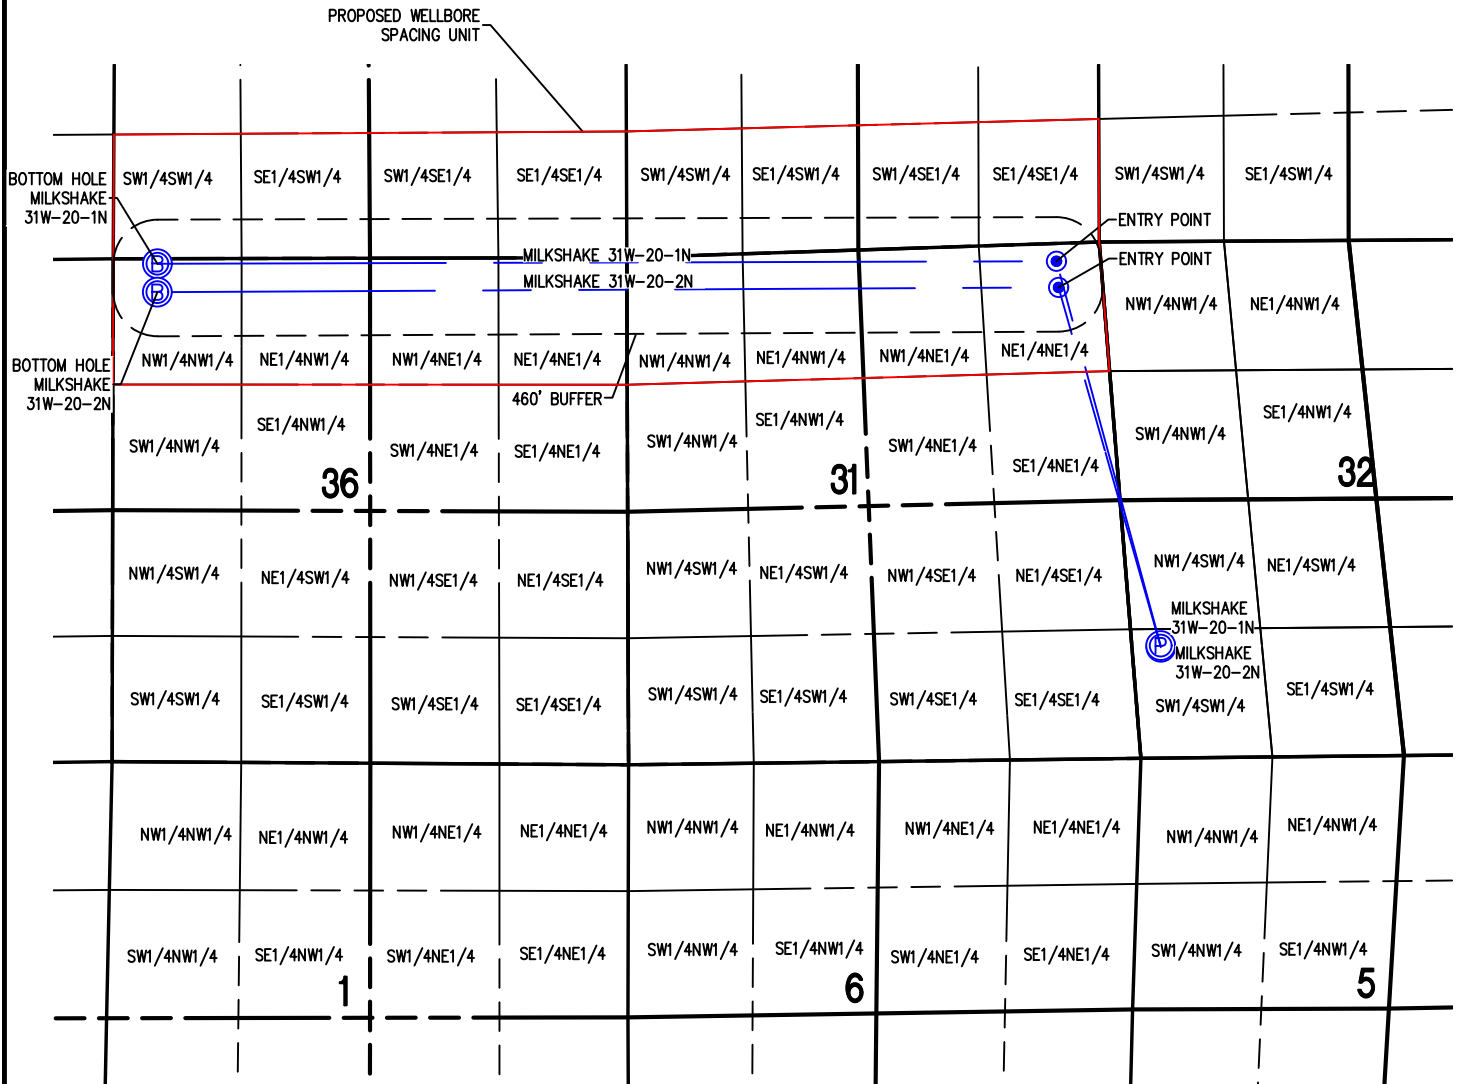 PROPOSED WELLBORE
SPACING UNIT
BOTTOM HOLE
MILKSHAKE
31W-20-1N
SW1/4SW1/4
SE1/4SW1/4
SW1/4SE1/4
SE1/4SE1/4
SW1/4SW1/4
SE1/4SW1/4
SW1/4SE1/4
SE1/4SE1/4
SW1/4SW1/4
SE1/4SW1/4
ENTRY POINT
MILKSHAKE 31W-20-1N
ENTRY POINT
B
MILKSHAKE 31W-20-2N
B
NW1/4NW1/4
NE1/4NW1/4
BOTTOM HOLE
MILKSHAKE
31W-20-2N
NW1/4NW1/4
NE1/4NW1/4
NW1/4NE1/4
NE1/4NE1/4
NW1/4NW1/4
NE1/4NW1/4
NW1/4NE1/4
NE1/4NE1/4
460' BUFFER
SW1/4NW1/4
SE1/4NW1/4
SW1/4NE1/4
SE1/4NE1/4
SW1/4NW1/4
SE1/4NW1/4
SW1/4NE1/4
SE1/4NE1/4
SW1/4NW1/4
SE1/4NW1/4
36
31
32
NW1/4SW1/4
NE1/4SW1/4
NW1/4SE1/4
NE1/4SE1/4
NW1/4SW1/4
NE1/4SW1/4
NW1/4SE1/4
NE1/4SE1/4
NW1/4SW1/4
NE1/4SW1/4
MILKSHAKE
31W-20-1N
P
MILKSHAKE
31W-20-2N
SW1/4SW1/4
SE1/4SW1/4
SW1/4SE1/4
SE1/4SE1/4
SW1/4SW1/4
SE1/4SW1/4
SW1/4SE1/4
SE1/4SE1/4
SW1/4SW1/4
SE1/4SW1/4
NW1/4NW1/4
NE1/4NW1/4
NW1/4NE1/4
NE1/4NE1/4
NW1/4NW1/4
NE1/4NW1/4
NW1/4NE1/4
NE1/4NE1/4
NW1/4NW1/4
NE1/4NW1/4
SW1/4NW1/4
SE1/4NW1/4
SW1/4NE1/4
SE1/4NE1/4
SW1/4NW1/4
SE1/4NW1/4
SW1/4NE1/4
SE1/4NE1/4
SW1/4NW1/4
SE1/4NW1/4
1
6
5